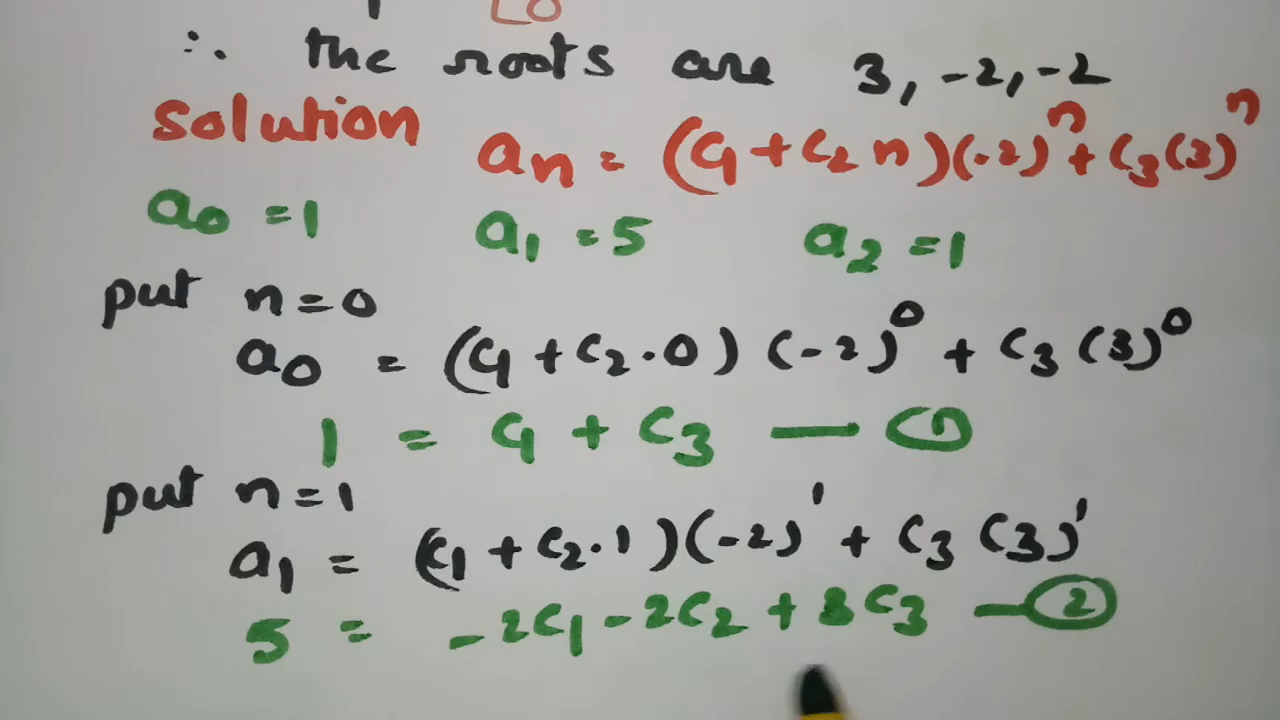 ∴ the roots are 3, -2, -2
solution aₙ = (C₁ + C₂ n)(-2)ⁿ + C₃(3)ⁿ
a₀ = 1 a₁ = 5 a₂ = 1
put n = 0
a₀ = (C₁ + C₂ . 0) (-2)⁰ + C₃ (3)⁰
1 = C₁ + C₃ — ①
put n = 1
a₁ = (C₁ + C₂ . 1)(-2)¹ + C₃ (3)¹
5 = -2C₁ - 2C₂ + 3C₃ — ②